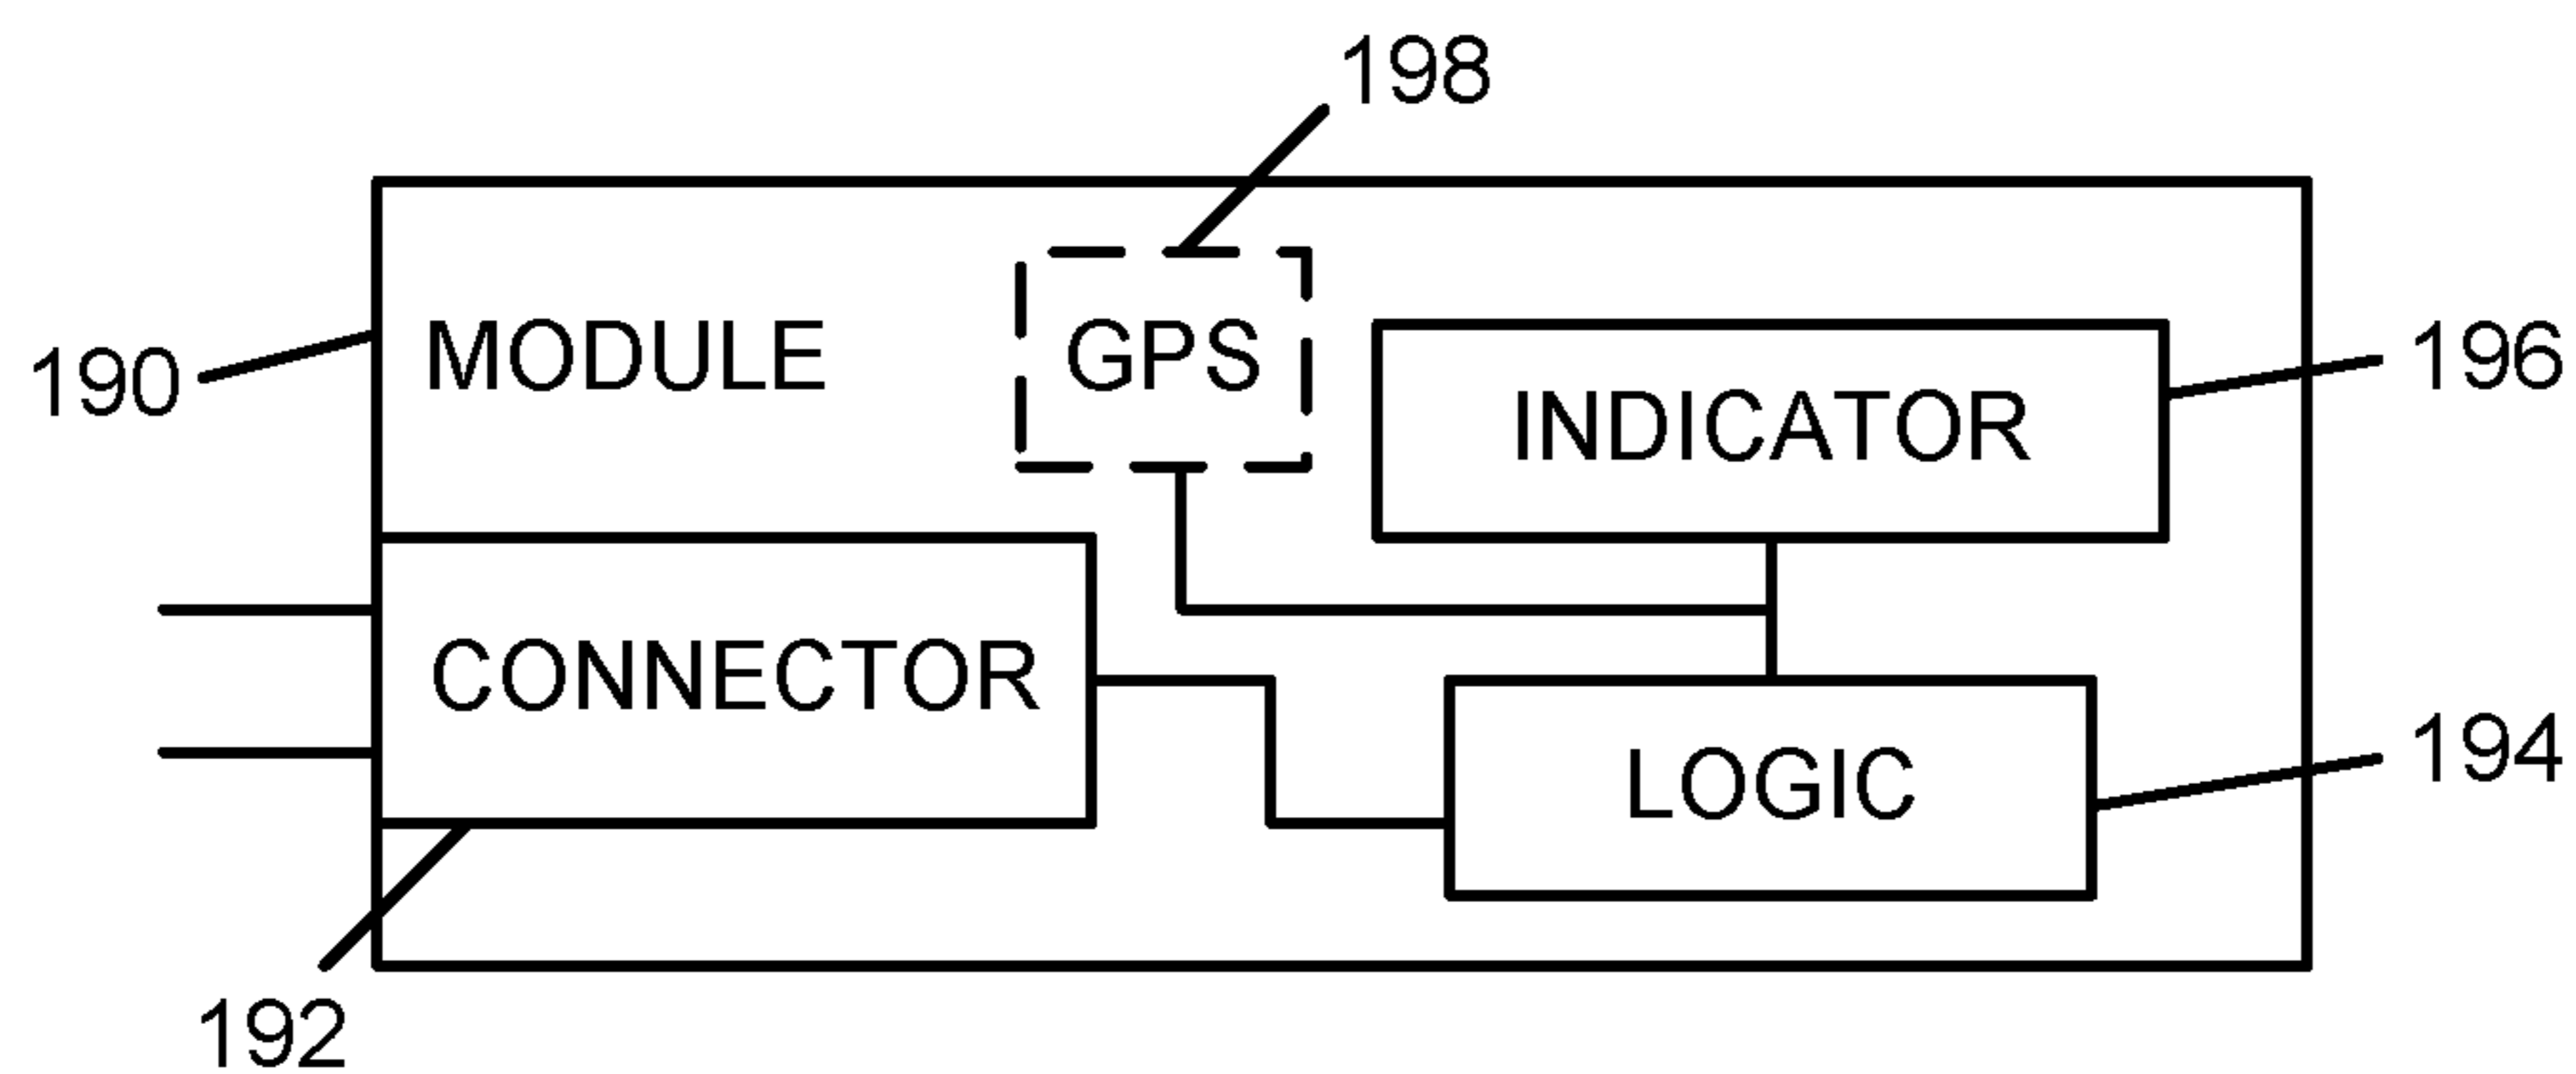 198
MODULE
GPS
190
196
INDICATOR
CONNECTOR
LOGIC
194
192